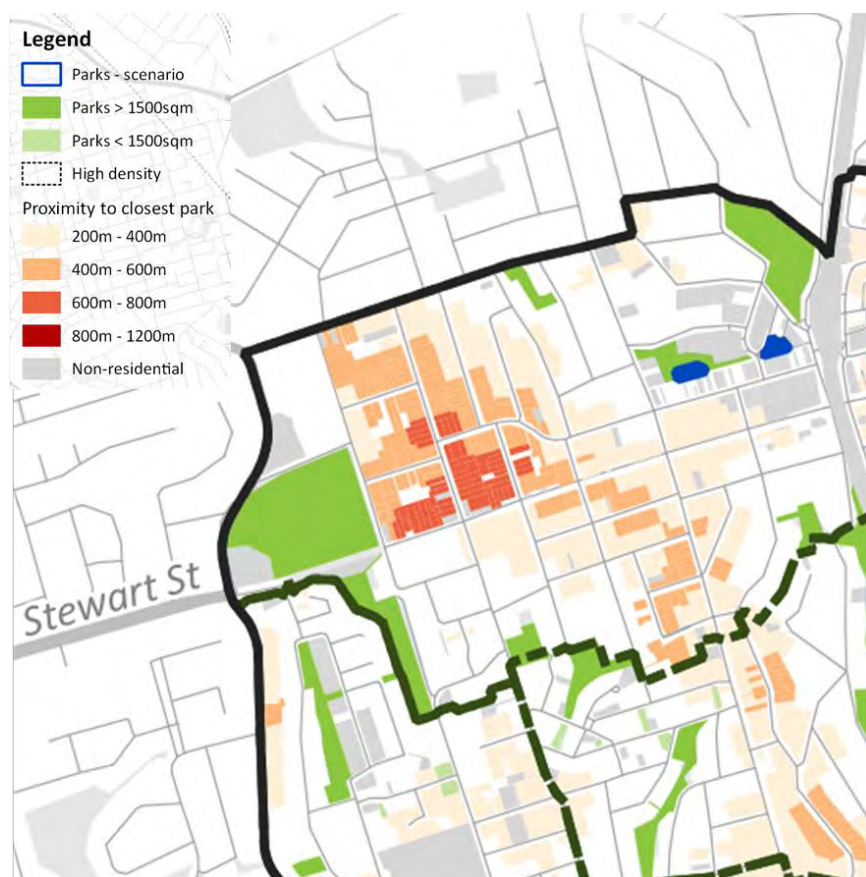 Legend
Parks - scenario
Parks > 1500sqm
Parks < 1500sqm
High density
Proximity to closest park
200m - 400m
400m - 600m
600m - 800m
800m - 1200m
Non-residential
Stewart St